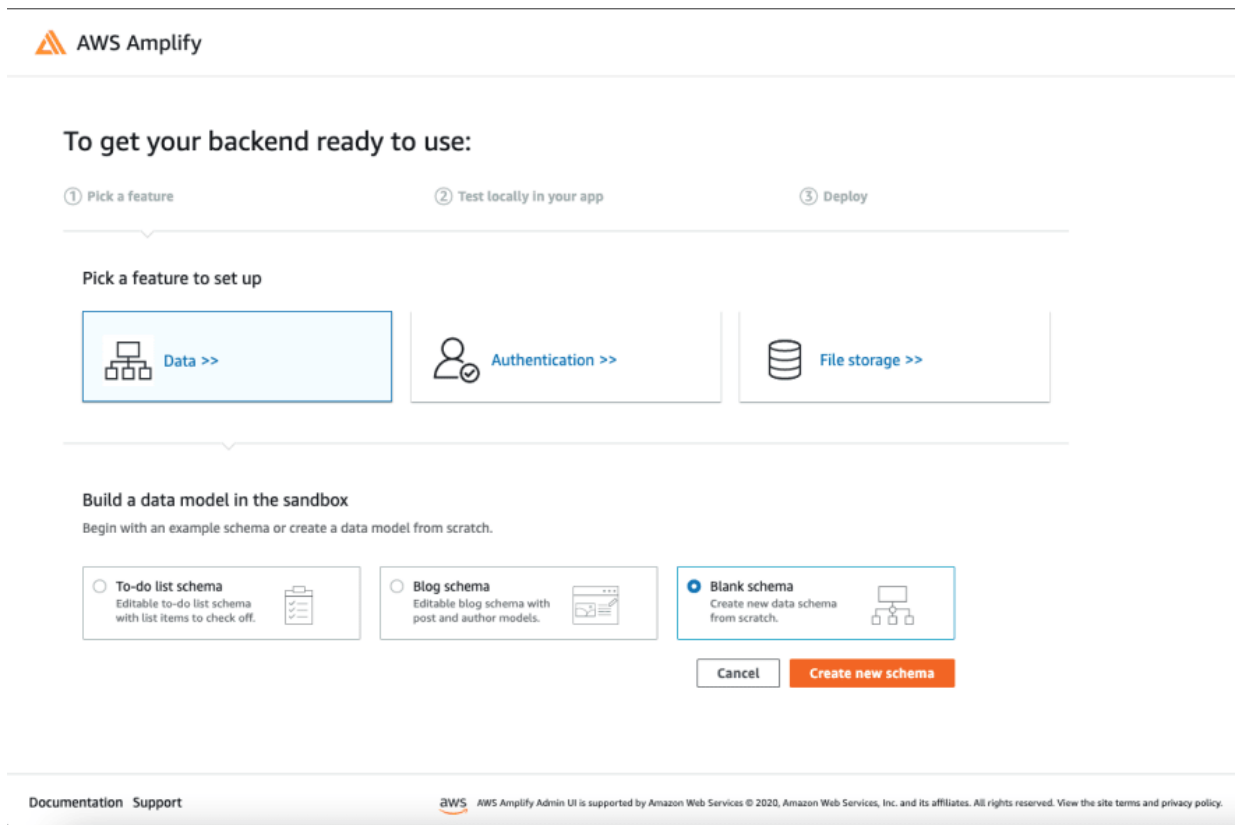 AWS Amplify
To get your backend ready to use:
1 Pick a feature
2 Test locally in your app
3 Deploy
Pick a feature to set up
Data >>
Authentication >>
File storage >>
Build a data model in the sandbox
Begin with an example schema or create a data model from scratch.
To-do list schema
Editable to-do list schema
with list items to check off.
Blog schema
Editable blog schema with
post and author models.
Blank schema
Create new data schema
from scratch.
Cancel
Create new schema
Documentation Support
aws AWS Amplify Admin UI is supported by Amazon Web Services © 2020, Amazon Web Services, Inc. and its affiliates. All rights reserved. View the site terms and privacy policy.